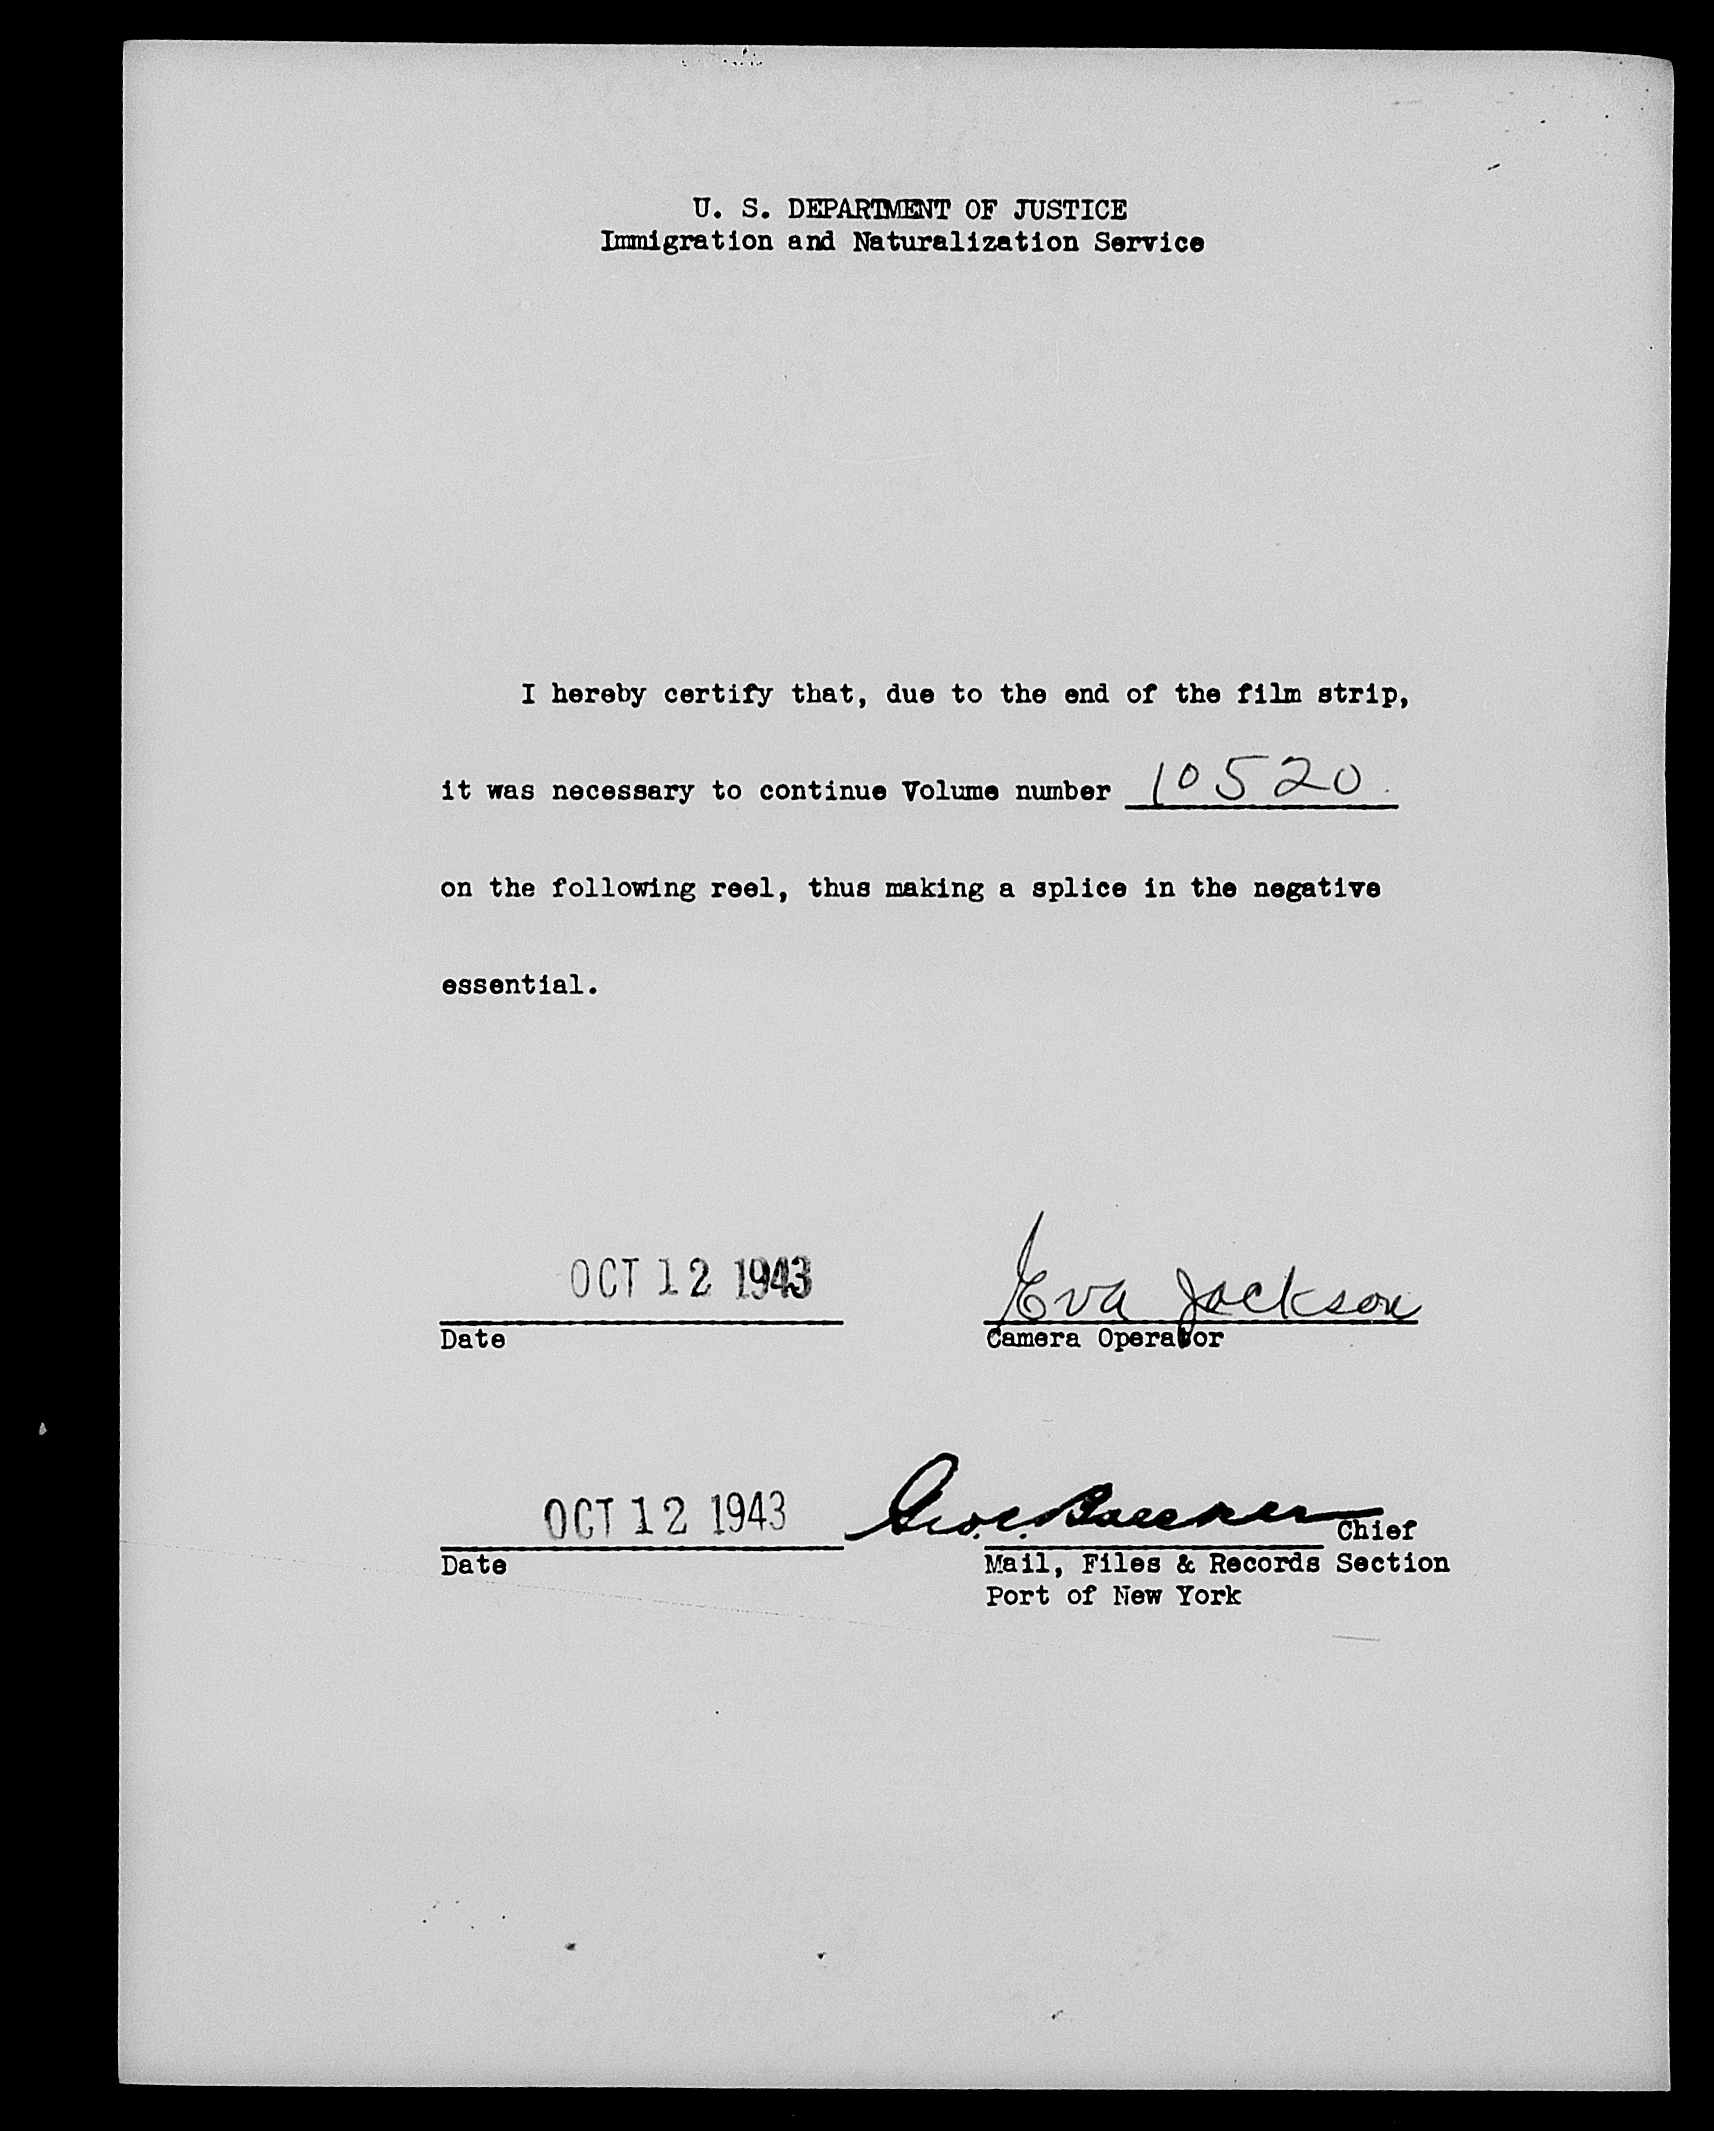 U. S. DEPARTMENT OF JUSTICE
Immigration and Naturalization Service
I hereby certify that, due to the end of the film strip,
it was necessary to continue Volume number 10520
on the following reel, thus making a splice in the negative
essential.
OCT 12 1943 Eva Jackson
Date Camera Operator
OCT 12 1943 Geo. C. Chief
Date Mail, Files & Records Section
Port of New York